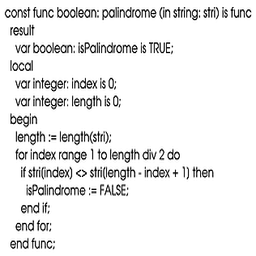 const func boolean: palindrome (in string: stri) is func
result
var boolean: isPalindrome is TRUE;
local
var integer: index is 0;
var integer: length is 0;
begin
length := length(stri);
for index range 1 to length div 2 do
if stri(index) <> stri(length - index + 1) then
isPalindrome := FALSE;
end if;
end for;
end func;